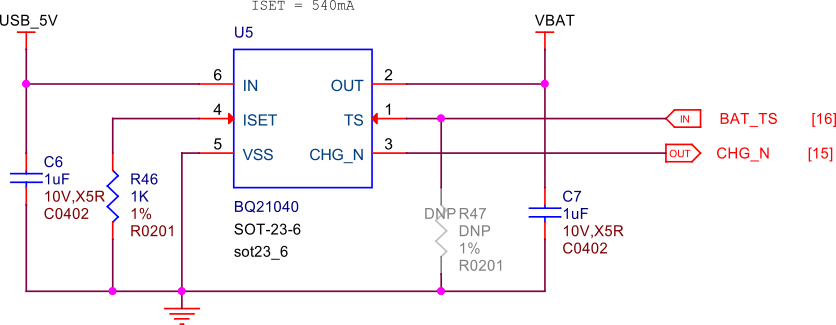 ISET = 540mA
USB_5V
U5
VBAT
6
IN
OUT
2
4
ISET
TS
1
IN
BAT_TS
[16]
5
VSS
CHG_N
3
OUT
CHG_N
[15]
C6
1uF
10V,X5R
C0402
R46
1K
1%
R0201
BQ21040
SOT-23-6
sot23_6
DNP
R47
DNP
1%
R0201
C7
1uF
10V,X5R
C0402